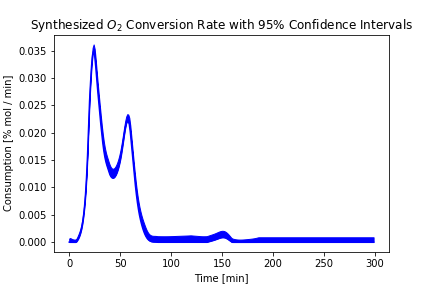 Synthesized O2 Conversion Rate with 95% Confidence Intervals
Consumption [% mol / min]
0.035
0.030
0.025
0.020
0.015
0.010
0.005
0.000
0 50 100 150 200 250 300
Time [min]